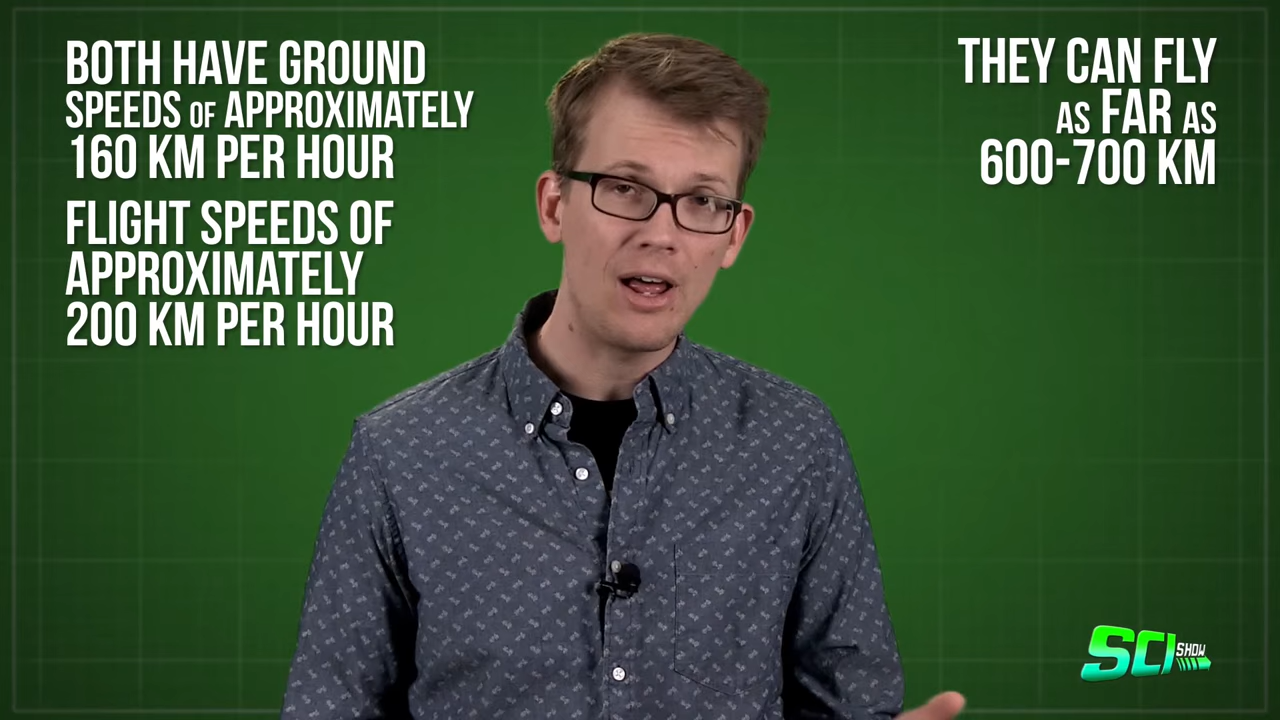 BOTH HAVE GROUND
SPEEDS OF APPROXIMATELY
160 KM PER HOUR
FLIGHT SPEEDS OF
APPROXIMATELY
200 KM PER HOUR
THEY CAN FLY
AS FAR AS
600-700 KM
SCI SHOW